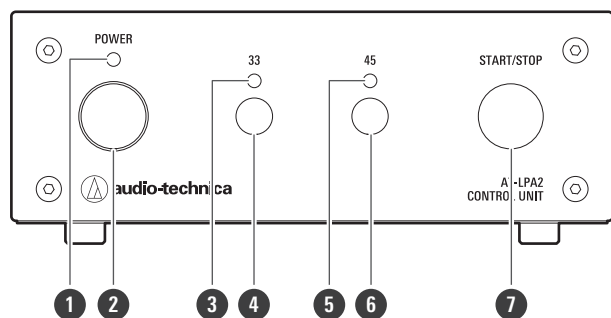 POWER
33
45
START/STOP
audio-technica
AT-LPA2
CONTROL UNIT
1 2 3 4 5 6 7